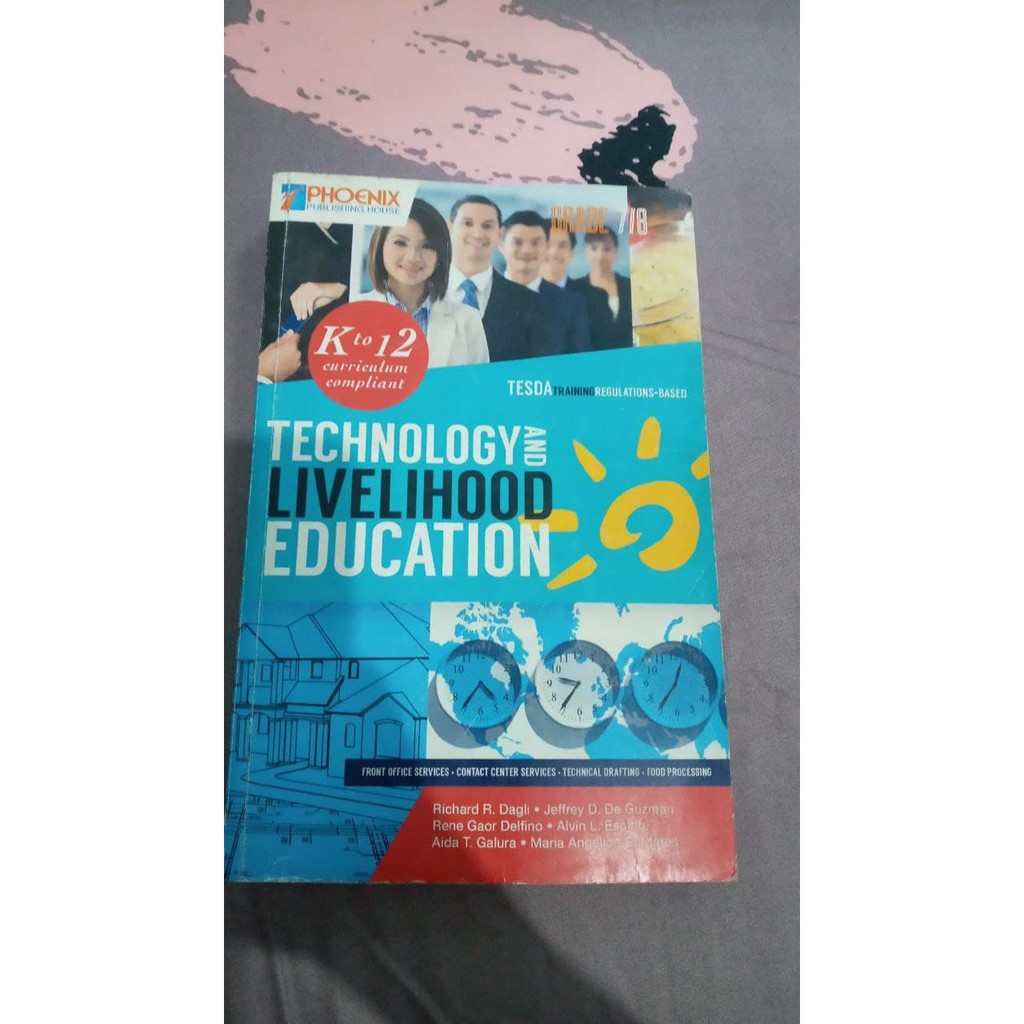 PHOENIX
PUBLISHING HOUSE
GRADE 7/8
K to 12
curriculum
compliant
TESDA TRAINING REGULATIONS-BASED
TECHNOLOGY AND
LIVELIHOOD
EDUCATION
FRONT OFFICE SERVICES • CONTACT CENTER SERVICES • TECHNICAL DRAFTING • FOOD PROCESSING
Richard R. Dagli • Jeffrey D. De Guzman
Rene Gaor Delfino • Alvin L.
Aida T. Galura • Maria